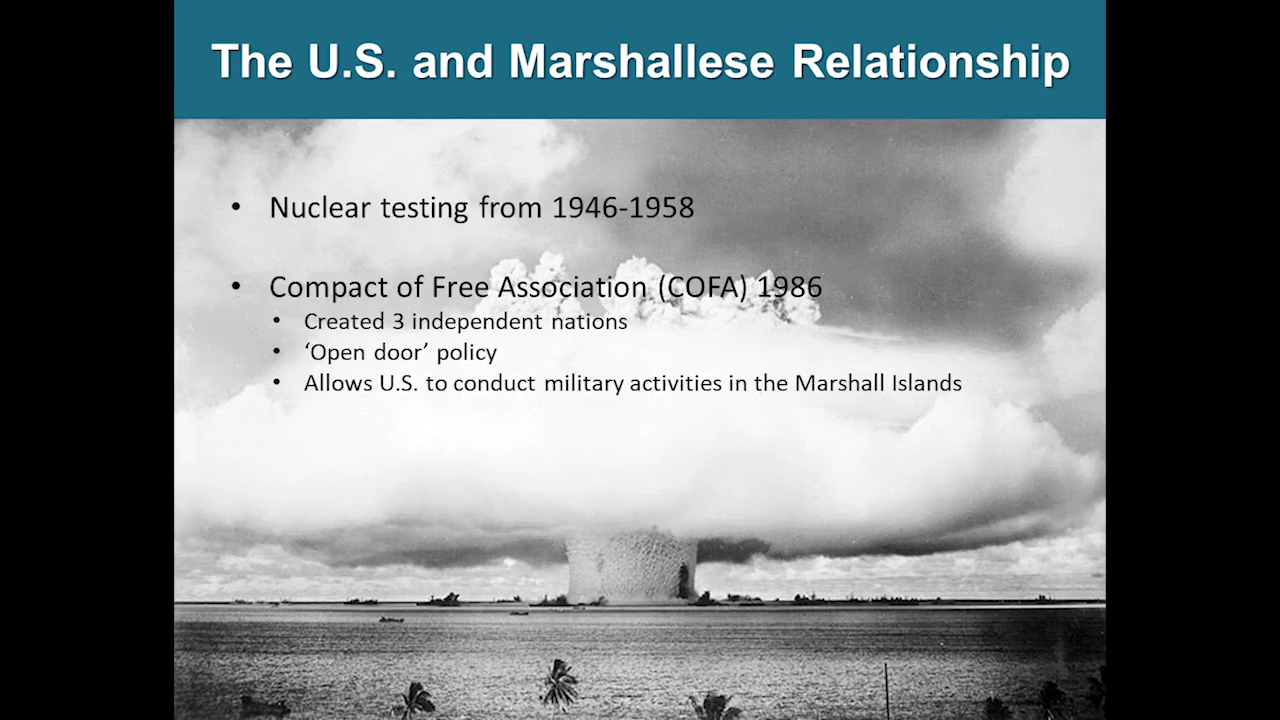 The U.S. and Marshallese Relationship
• Nuclear testing from 1946-1958
• Compact of Free Association (COFA) 1986
• Created 3 independent nations
• ‘Open door’ policy
• Allows U.S. to conduct military activities in the Marshall Islands